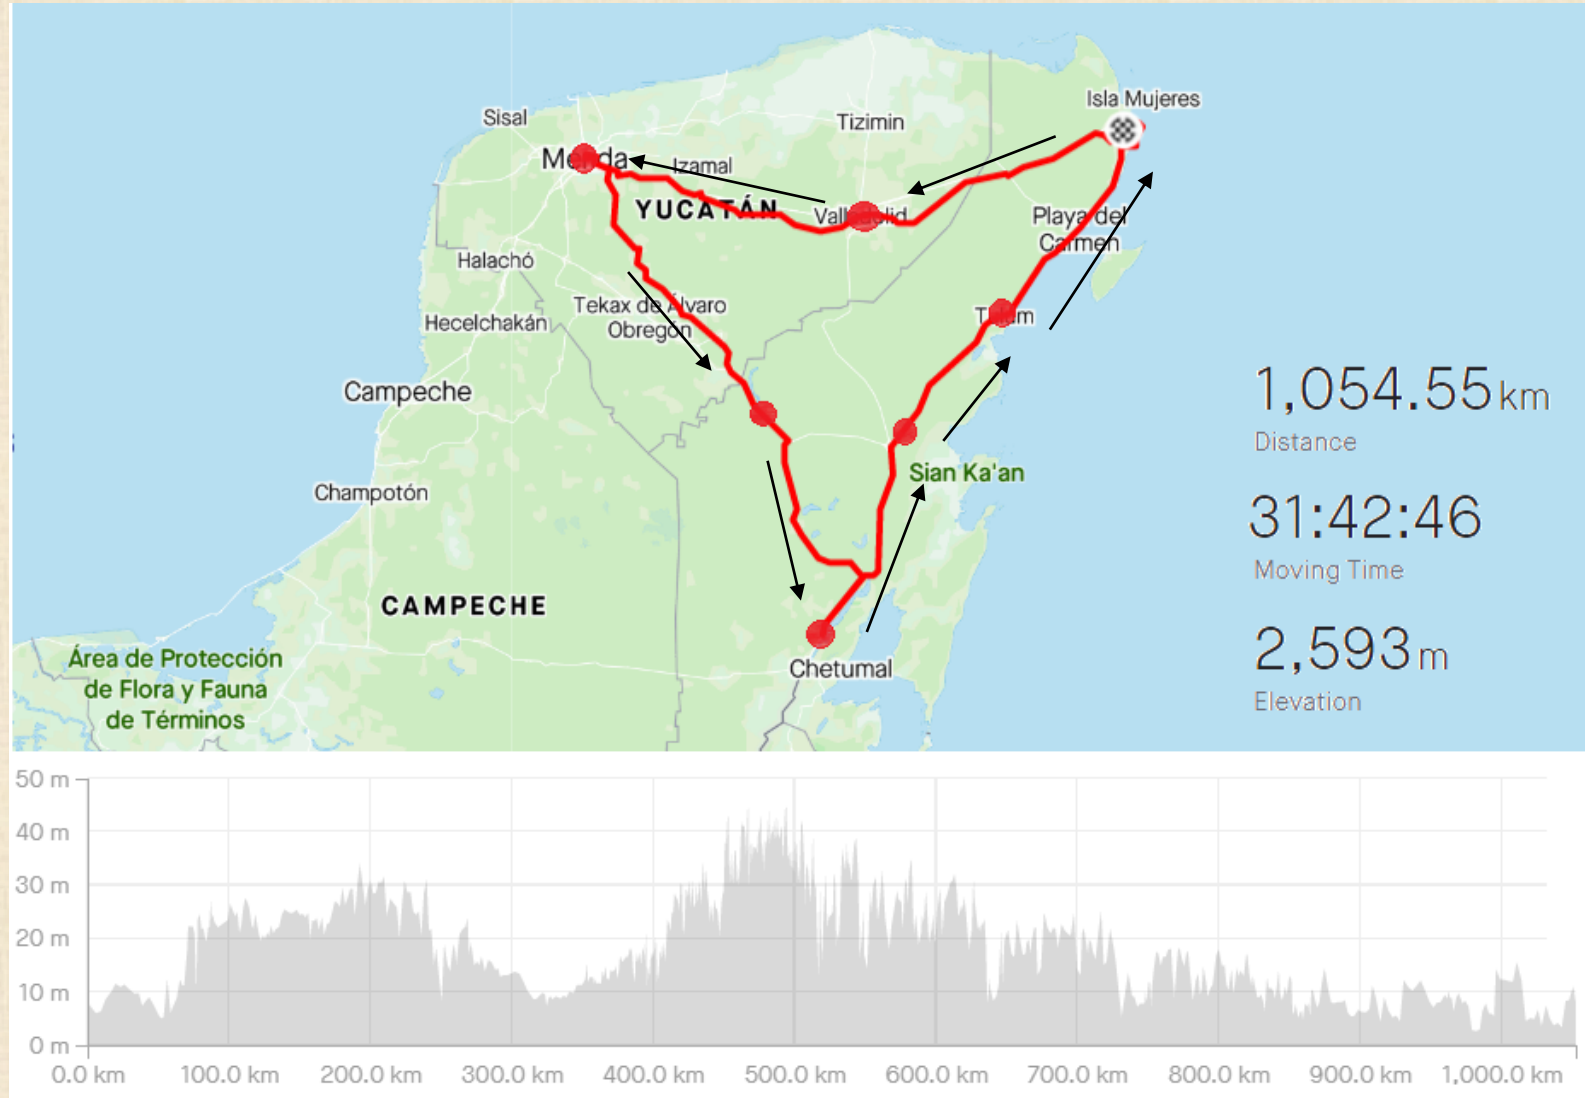 Isla Mujeres
Sisal
Tizimin
Mérida
Izamal
YUCATÁN
Valladolid
Playa del
Carmen
Halachó
Tekax de Álvaro
Obregón
Tulum
Hecelchakán
Campeche
1,054.55 km
Distance
Sian Ka'an
Champotón
31:42:46
Moving Time
CAMPECHE
2,593 m
Elevation
Área de Protección
de Flora y Fauna
de Términos
Chetumal
50 m
40 m
30 m
20 m
10 m
0 m
0.0 km 100.0 km 200.0 km 300.0 km 400.0 km 500.0 km 600.0 km 700.0 km 800.0 km 900.0 km 1,000.0 km